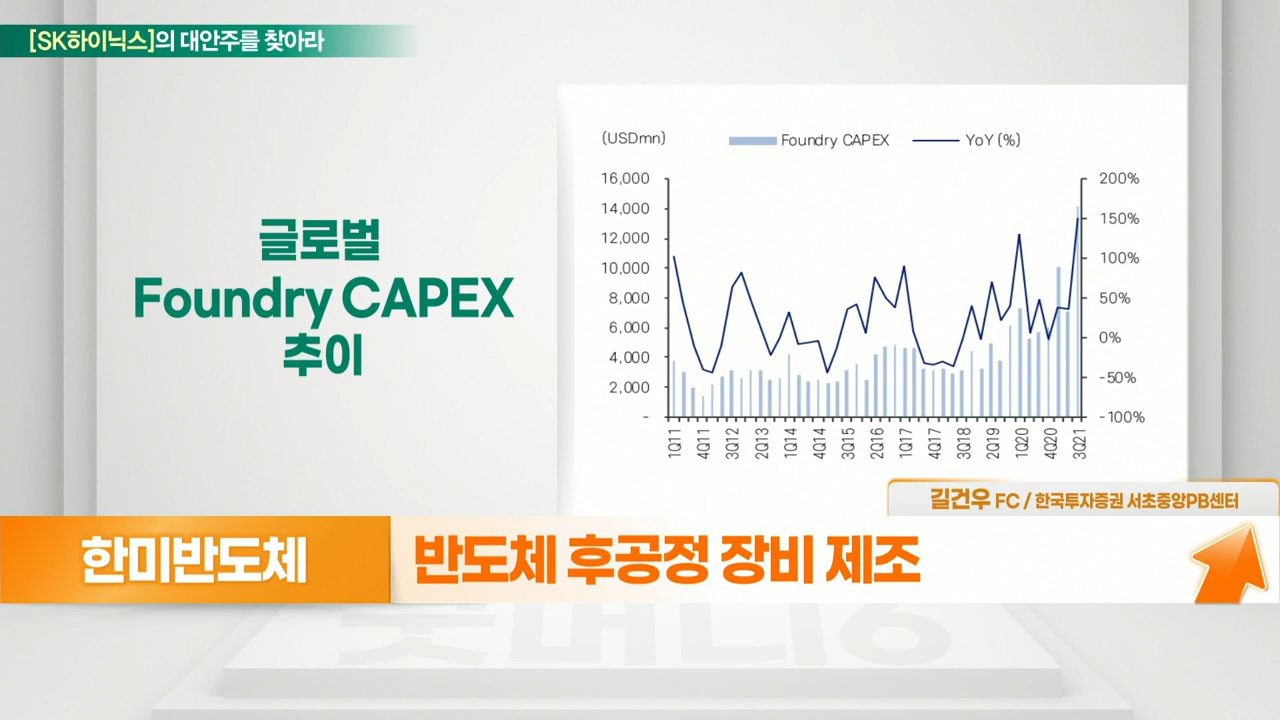 [SK하이닉스]의 대안주를 찾아라
글로벌
Foundry CAPEX
추이
(USDmn)
Foundry CAPEX
YoY (%)
16,000
14,000
12,000
10,000
8,000
6,000
4,000
2,000
-
200%
150%
100%
50%
0%
-50%
-100%
1Q11
4Q11
3Q12
2Q13
1Q14
4Q14
3Q15
2Q16
1Q17
4Q17
3Q18
2Q19
1Q20
4Q20
3Q21
길건우 FC / 한국투자증권 서초중앙PB센터
한미반도체
반도체 후공정 장비 제조